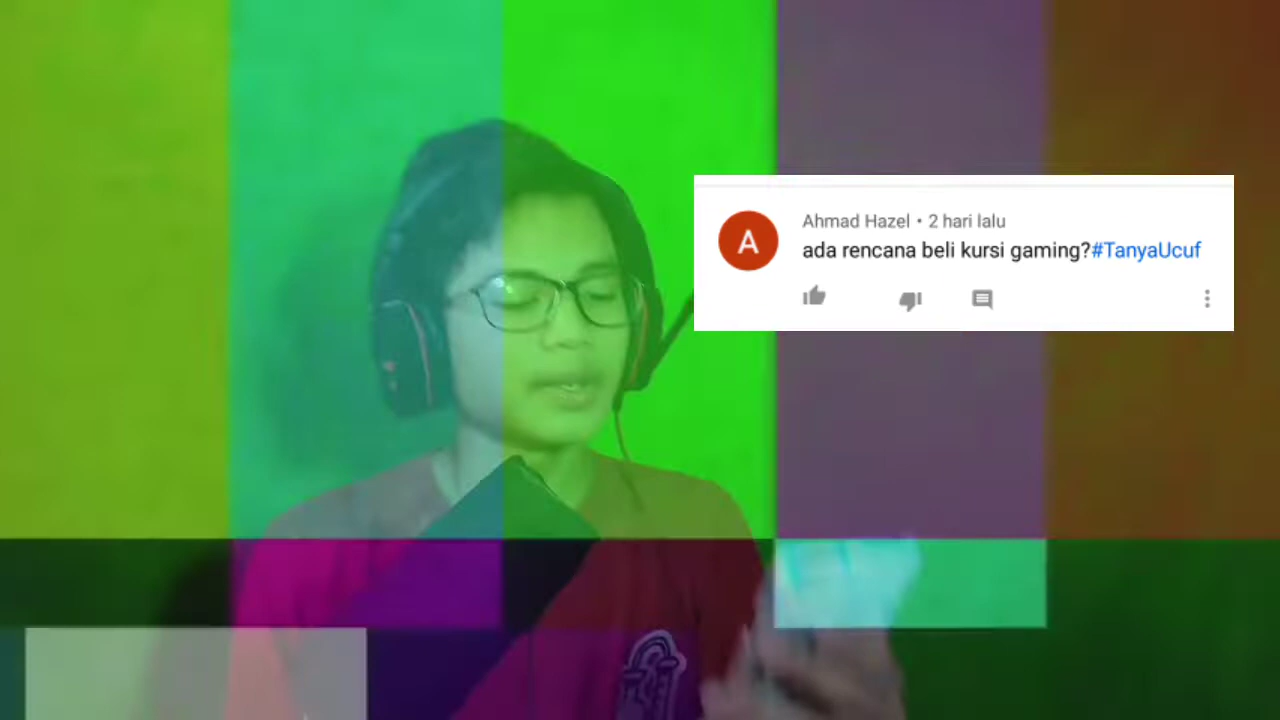 A
Ahmad Hazel • 2 hari lalu
ada rencana beli kursi gaming?#TanyaUcuf